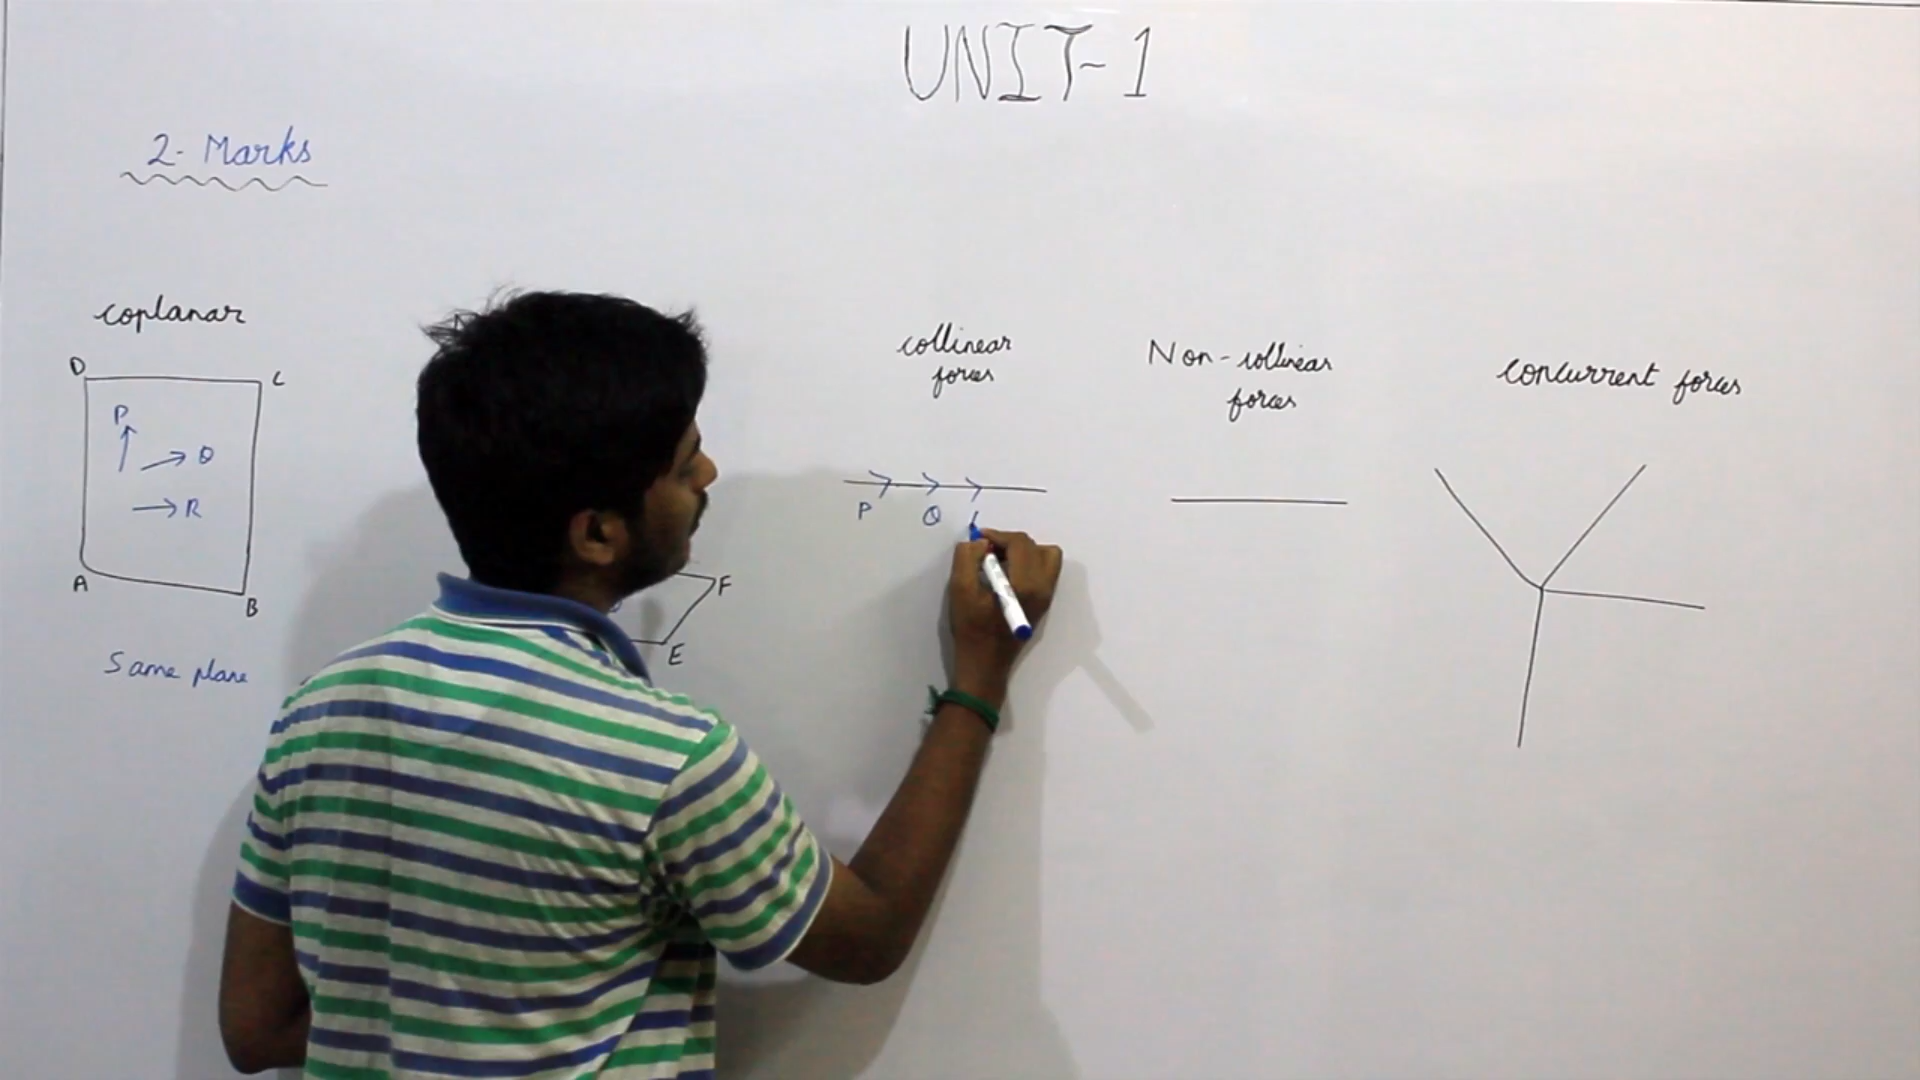 UNIT-1
2- Marks
coplanar
D
C
P
Q
R
A
B
Same plane
F
E
collinear
forces
P
Q
Non-collinear
forces
concurrent forces